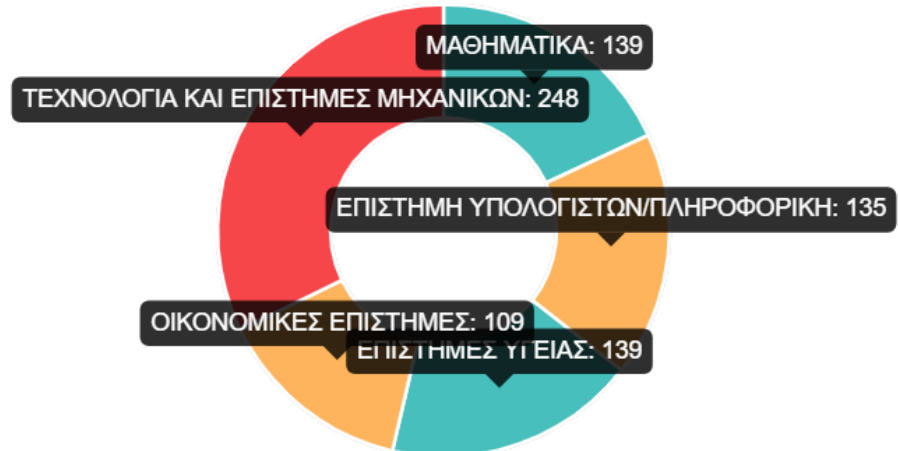 ΜΑΘΗΜΑΤΙΚΑ: 139
ΤΕΧΝΟΛΟΓΙΑ ΚΑΙ ΕΠΙΣΤΗΜΕΣ ΜΗΧΑΝΙΚΩΝ: 248
ΕΠΙΣΤΗΜΗ ΥΠΟΛΟΓΙΣΤΩΝ/ΠΛΗΡΟΦΟΡΙΚΗ: 135
ΟΙΚΟΝΟΜΙΚΕΣ ΕΠΙΣΤΗΜΕΣ: 109
ΕΠΙΣΤΗΜΕΣ ΥΓΕΙΑΣ: 139